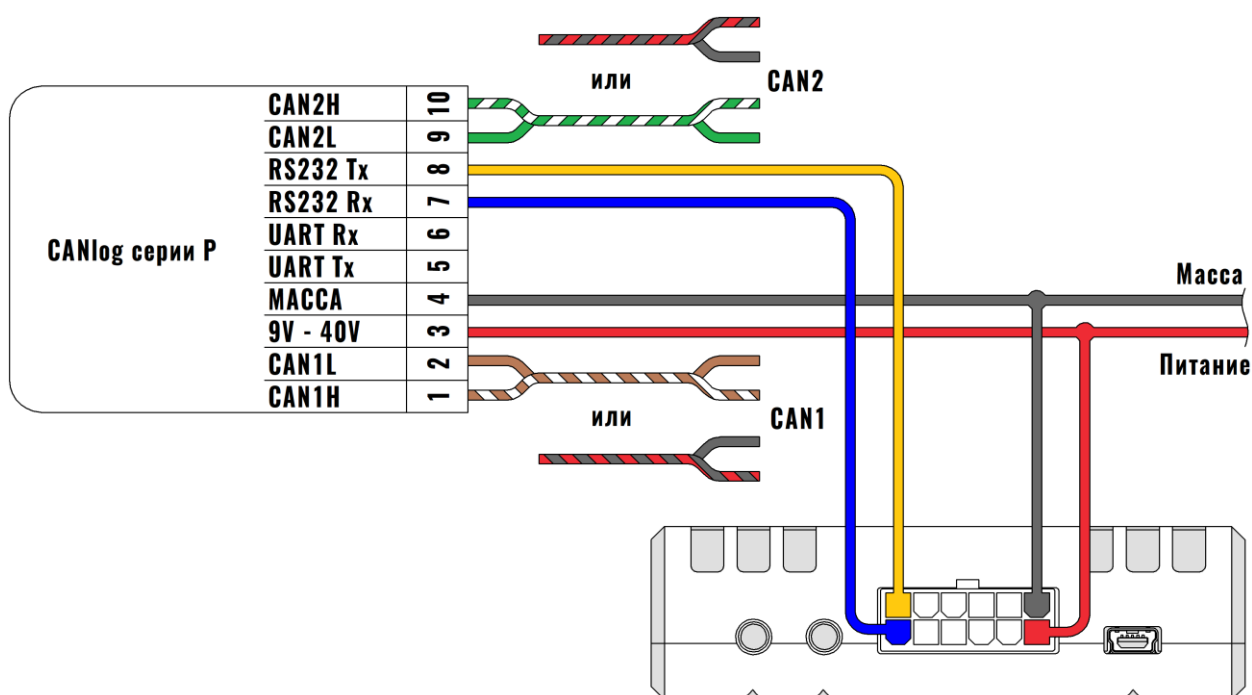 или
CAN2
CAN2H 10
CAN2L 9
RS232 Tx 8
RS232 Rx 7
UART Rx 6
CANlog серии P
UART Tx 5
МАССА 4
Масса
9V - 40V 3
Питание
CAN1L 2
CAN1H 1
или
CAN1